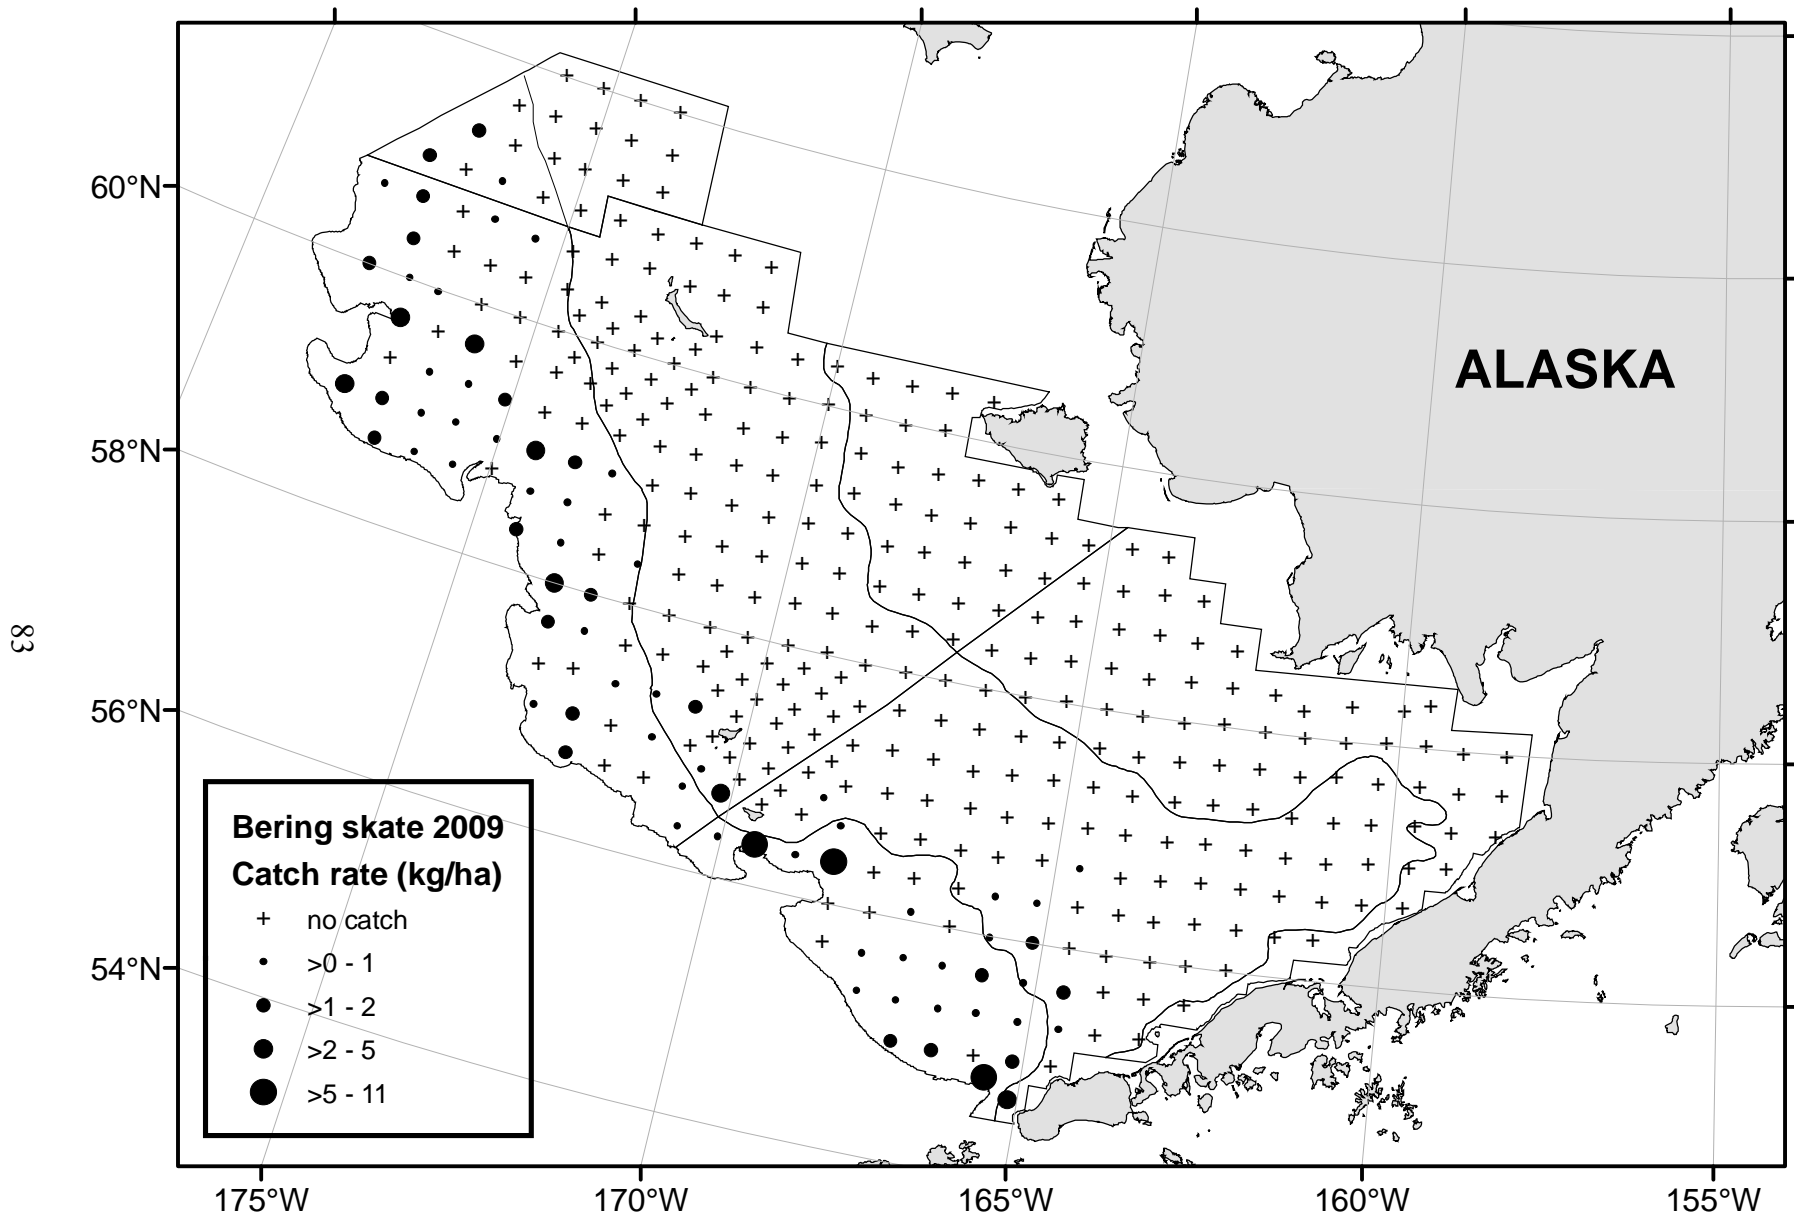 60°N
58°N
56°N
54°N
ALASKA
83
Bering skate 2009
Catch rate (kg/ha)
no catch
>0 - 1
>1 - 2
>2 - 5
>5 - 11
175°W 170°W 165°W 160°W 155°W